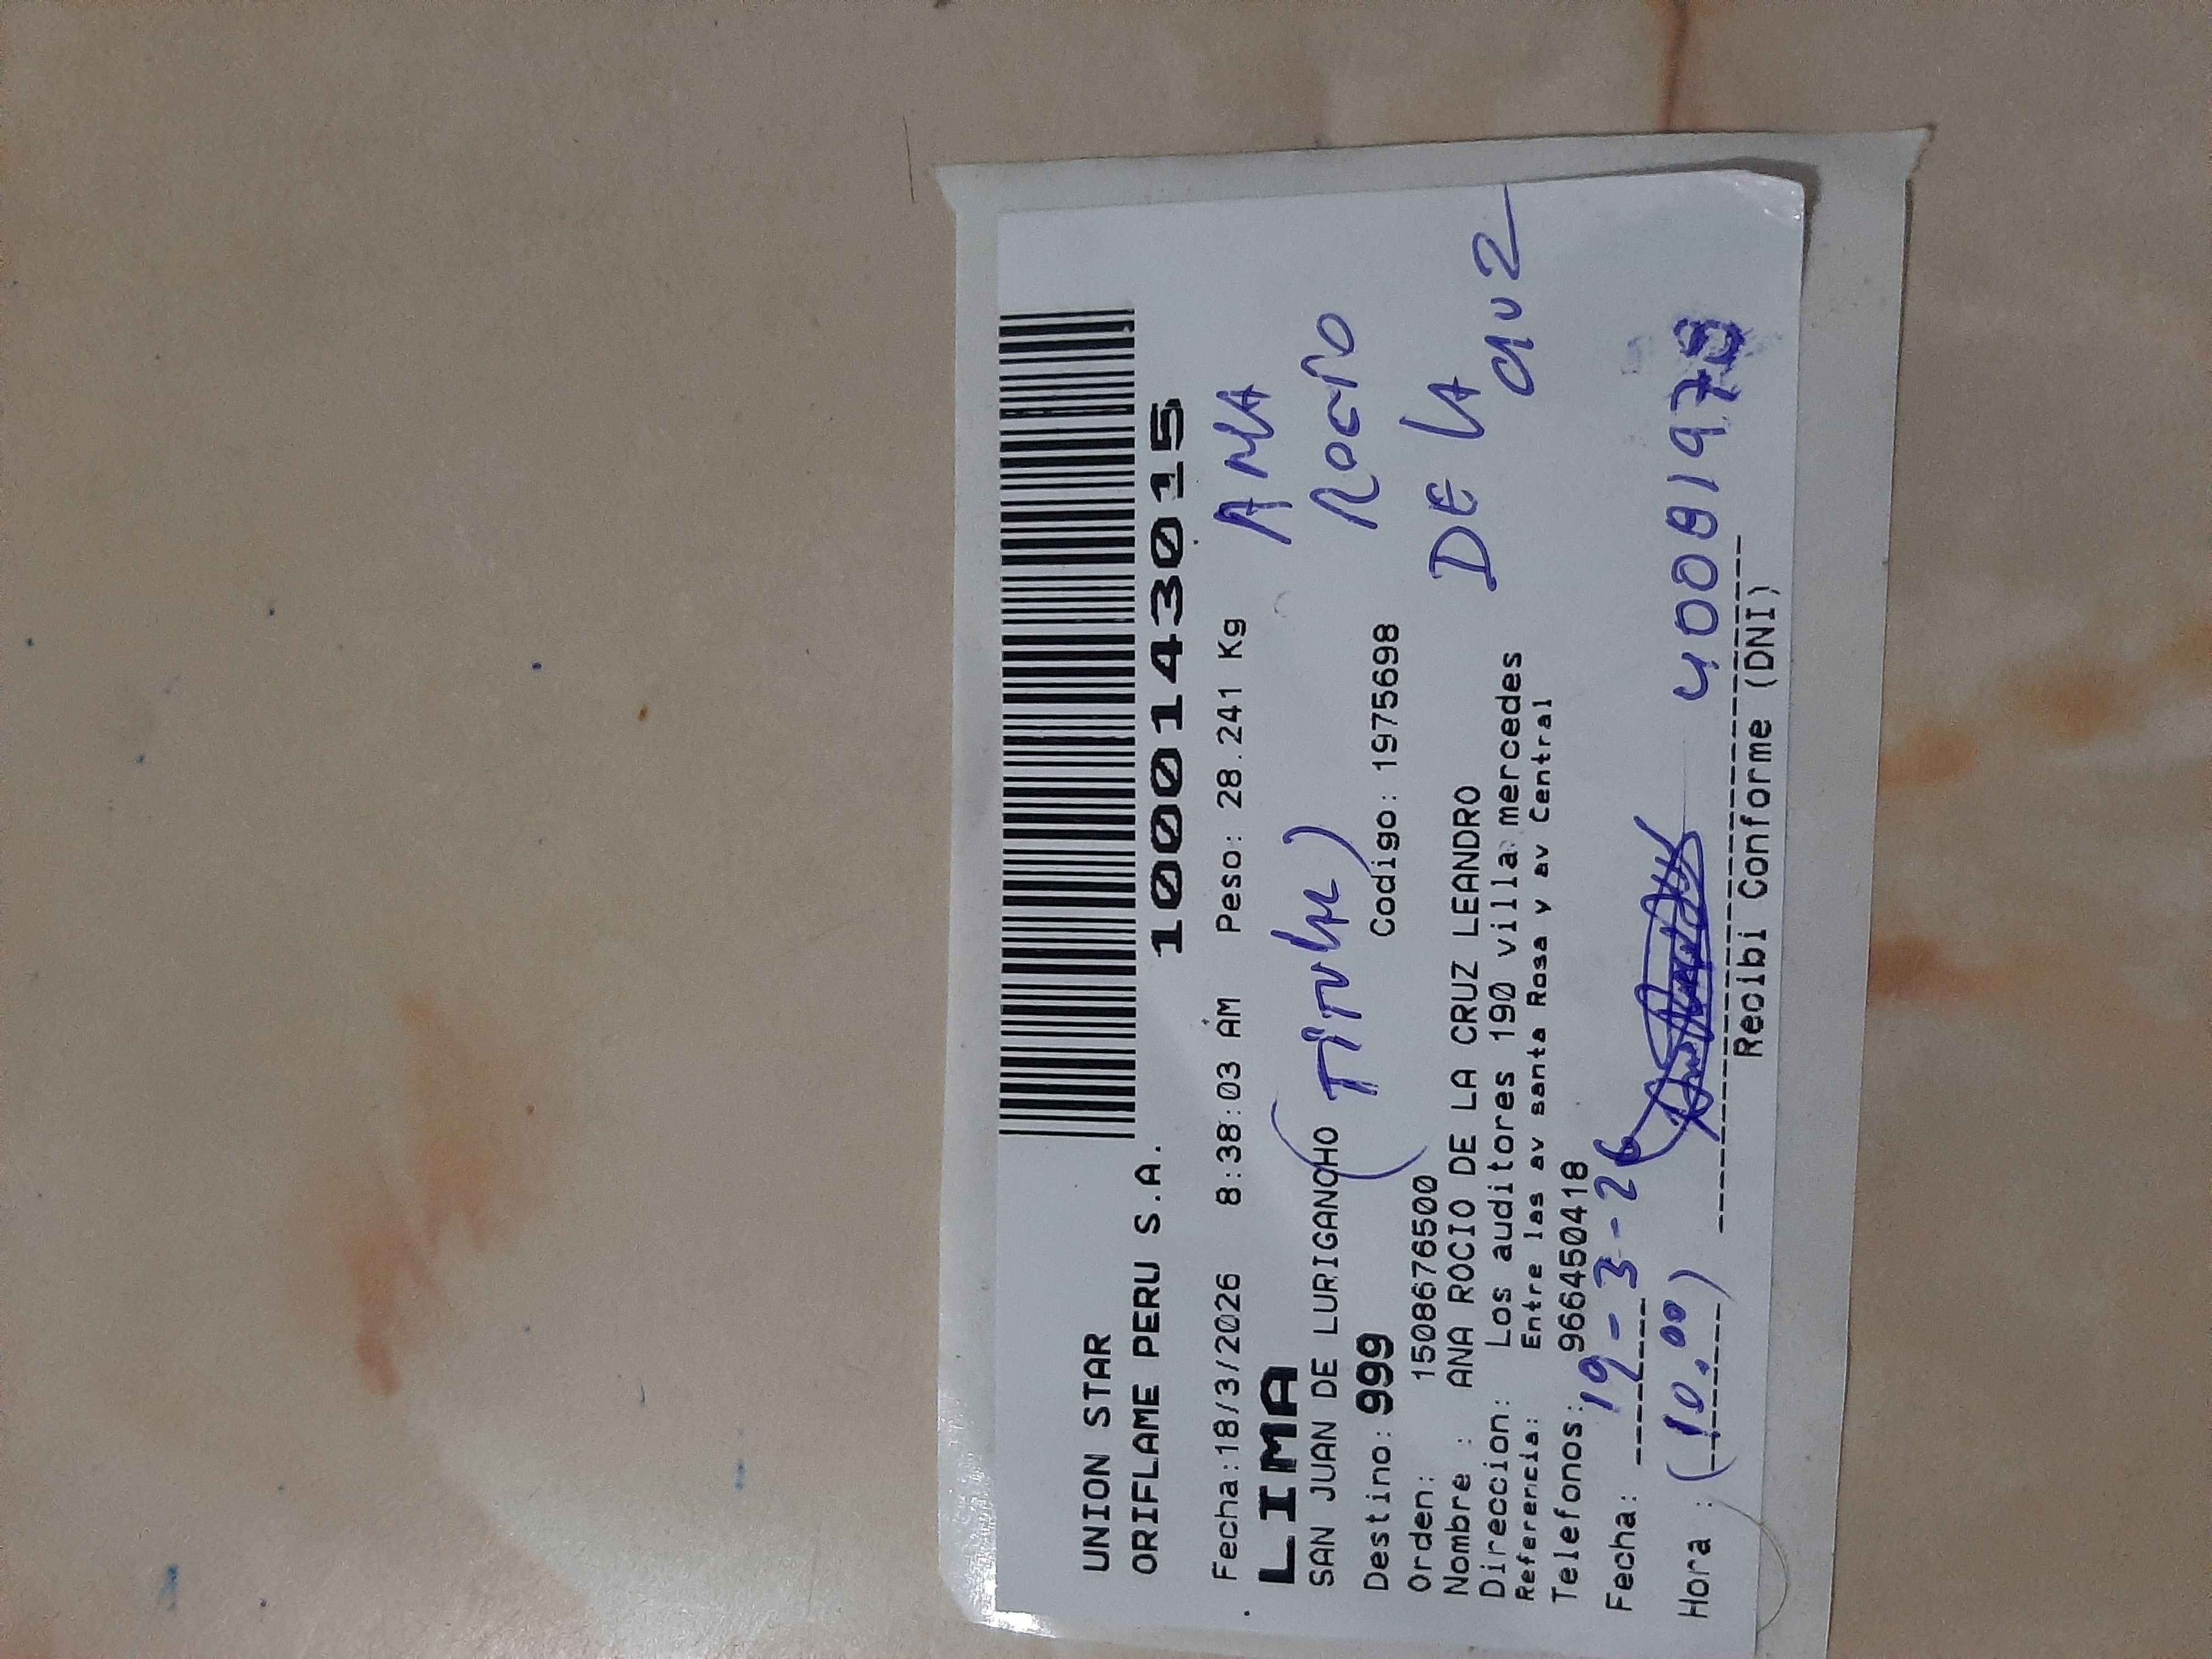 UNION STAR
ORIFLAME PERU S.A.
1000143015
Fecha:18/3/2026 8:38:03 AM Peso: 28.241 Kg
LIMA
SAN JUAN DE LURIGANCHO
(Titular)
ANA
ROCIO
DE LA
CRUZ
Destino: 999
Codigo: 1975698
Orden: 1508676500
Nombre : ANA ROCIO DE LA CRUZ LEANDRO
Direccion: Los auditores 190 villa mercedes
Referencia: Entre las av santa Rosa y av Central
Telefonos: 966450418
Fecha: 19-3-26
Hora : (10.00)
4008197
Recibi Conforme (DNI)